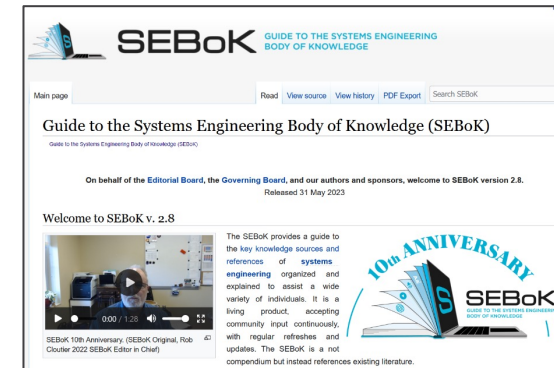 SEBoK GUIDE TO THE SYSTEMS ENGINEERING
BODY OF KNOWLEDGE
Main page Read View source View history PDF Export Search SEBoK
Guide to the Systems Engineering Body of Knowledge (SEBoK)
Guide to the Systems Engineering Body of Knowledge (SEBoK)
On behalf of the Editorial Board, the Governing Board, and our authors and sponsors, welcome to SEBoK version 2.8.
Released 31 May 2023
Welcome to SEBoK v. 2.8
0:00 / 1:28
SEBoK 10th Anniversary. (SEBoK Original, Rob
Cloutier 2022 SEBoK Editor in Chief)
The SEBoK provides a guide to
the key knowledge sources and
references of systems
engineering organized and
explained to assist a wide
variety of individuals. It is a
living product, accepting
community input continuously,
with regular refreshes and
updates. The SEBoK is not a
compendium but instead references existing literature.
10th ANNIVERSARY
S
SEBoK
GUIDE TO THE SYSTEMS ENGINEERING
BODY OF KNOWLEDGE